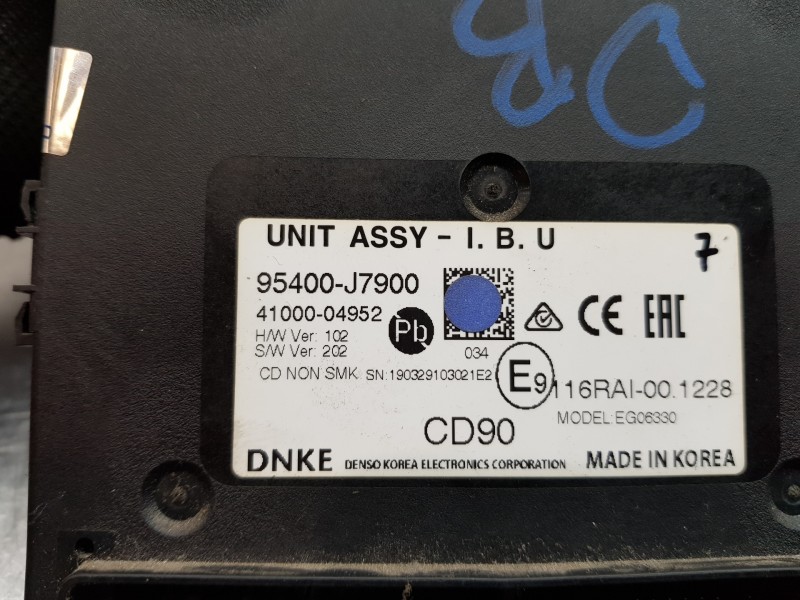 UNIT ASSY - I. B. U
7
95400-J7900
41000-04952
Pb
H/W Ver: 102
S/W Ver: 202
034
CE EAC
CD NON SMK SN:190329103021E2
E9 116RAI-00.1228
MODEL:EG06330
CD90
DNKE DENSO KOREA ELECTRONICS CORPORATION MADE IN KOREA